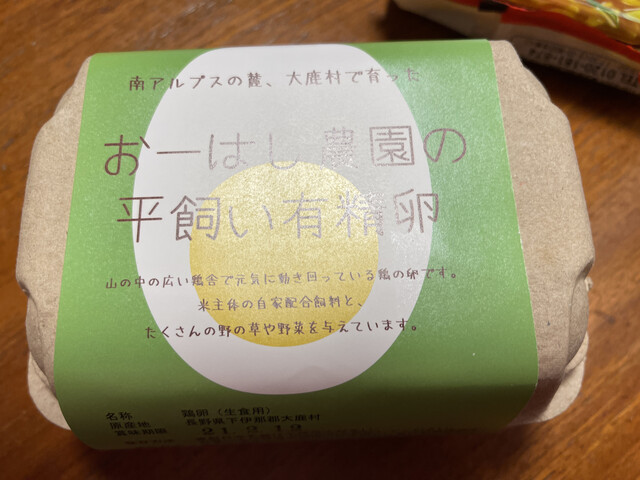 南アルプスの麓、大鹿村で育った
おーはし農園の
平飼い有精卵
山の中の広い鶏舎で元気に動き回っている鶏の卵です。
米主体の自家配合飼料と、
たくさんの野の草や野菜を与えています。
名称 鶏卵（生食用）
原産地 長野県下伊那郡大鹿村
賞味期限